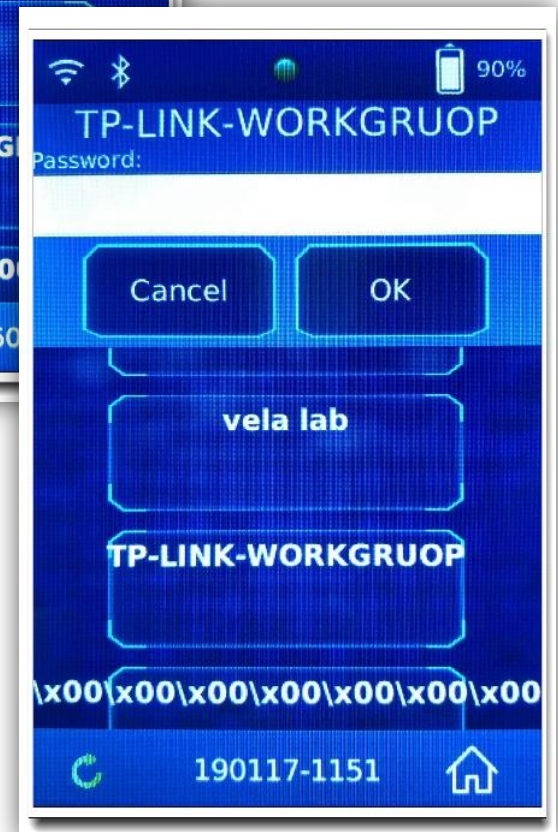 90%
TP-LINK-WORKGRUOP
Password:
Cancel
OK
vela lab
TP-LINK-WORKGRUOP
\x00\x00\x00\x00\x00\x00\x00
190117-1151